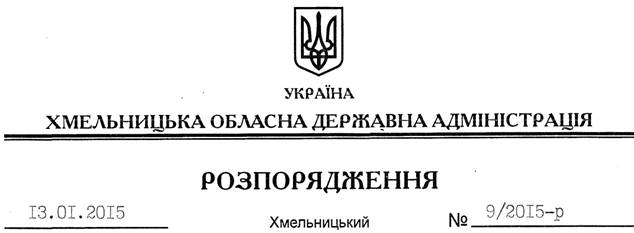 УКРАЇНА
ХМЕЛЬНИЦЬКА ОБЛАСНА ДЕРЖАВНА АДМІНІСТРАЦІЯ
РОЗПОРЯДЖЕННЯ
13.01.2015 Хмельницький № 9/2015-р